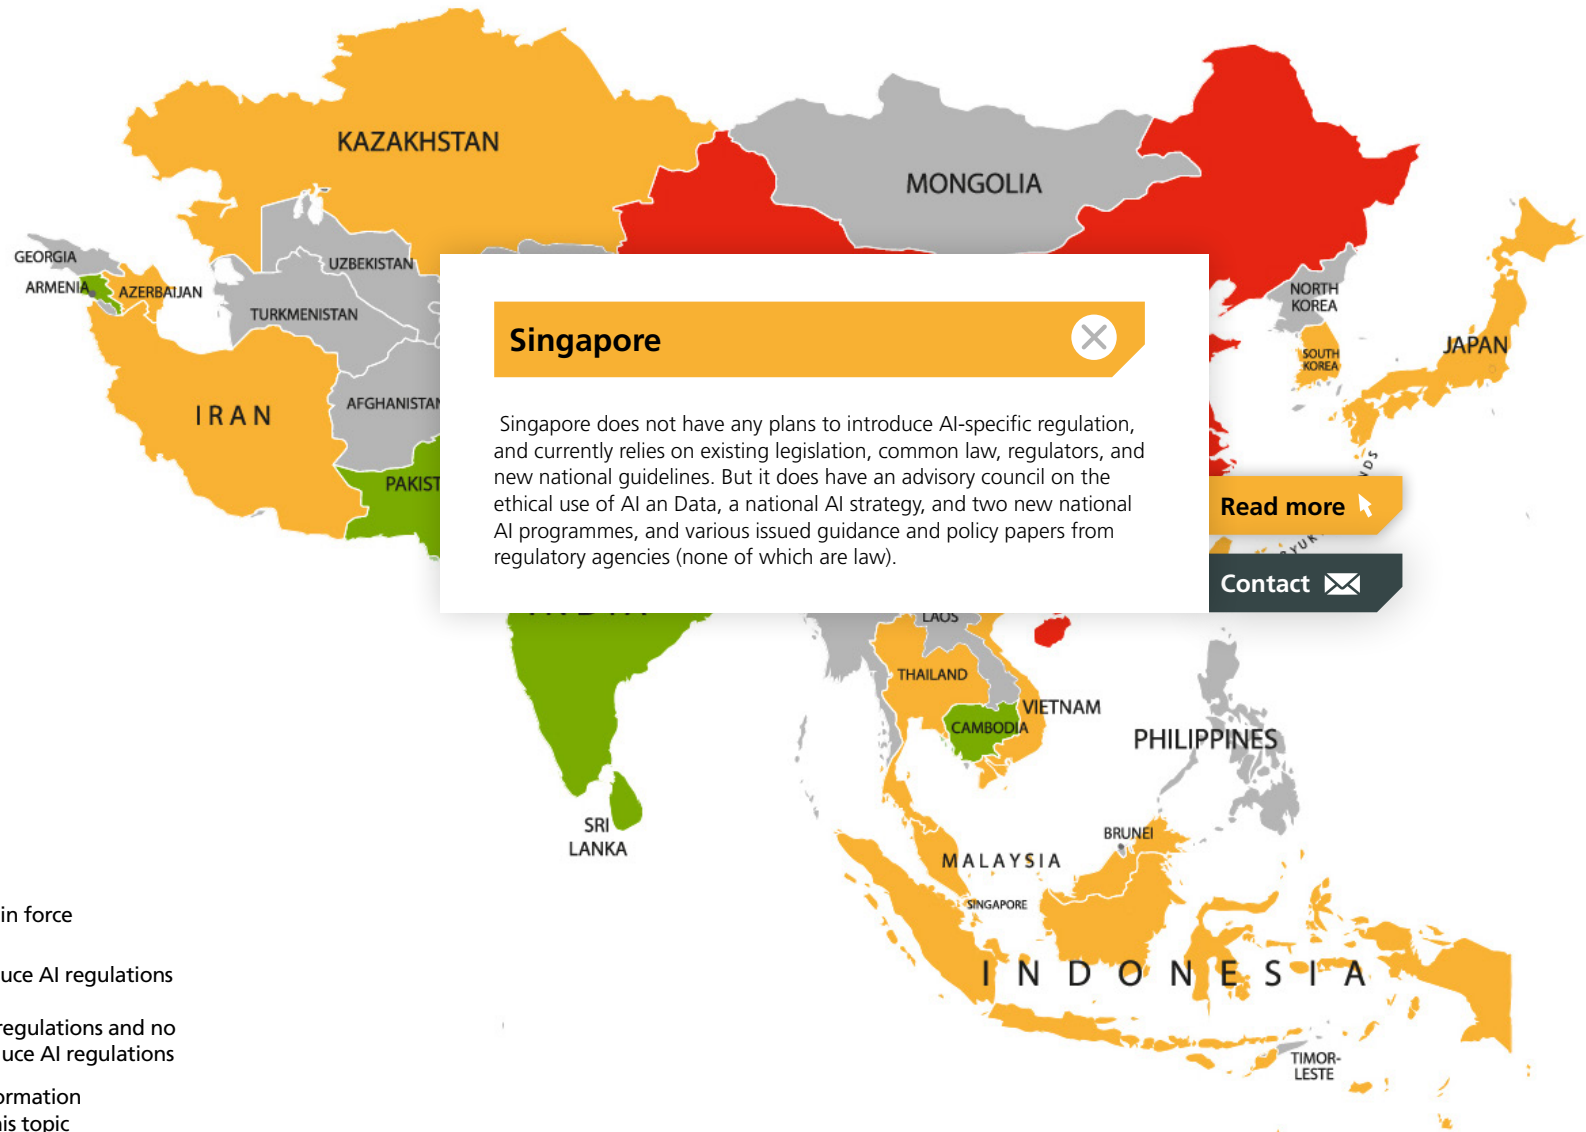 KAZAKHSTAN
MONGOLIA
GEORGIA
UZBEKISTAN
ARMENIA
AZERBAIJAN
TURKMENISTAN
NORTH
KOREA
SOUTH
KOREA
JAPAN
IRAN
AFGHANISTAN
PAKIST
Singapore
Singapore does not have any plans to introduce AI-specific regulation,
and currently relies on existing legislation, common law, regulators, and
new national guidelines. But it does have an advisory council on the
ethical use of AI an Data, a national AI strategy, and two new national
AI programmes, and various issued guidance and policy papers from
regulatory agencies (none of which are law).
Read more
Contact
LAOS
THAILAND
VIETNAM
CAMBODIA
PHILIPPINES
SRI
LANKA
BRUNEI
MALAYSIA
SINGAPORE
INDONESIA
TIMOR-
LESTE
in force
uce AI regulations
regulations and no
uce AI regulations
ormation
is topic